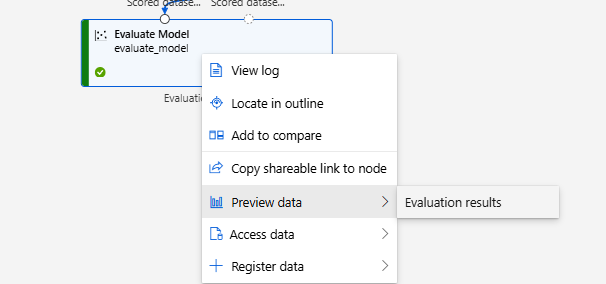 Scored datase... Scored datase...
Evaluate Model
evaluate_model
Evaluatio
View log
Locate in outline
Add to compare
Copy shareable link to node
Preview data
Evaluation results
Access data
Register data